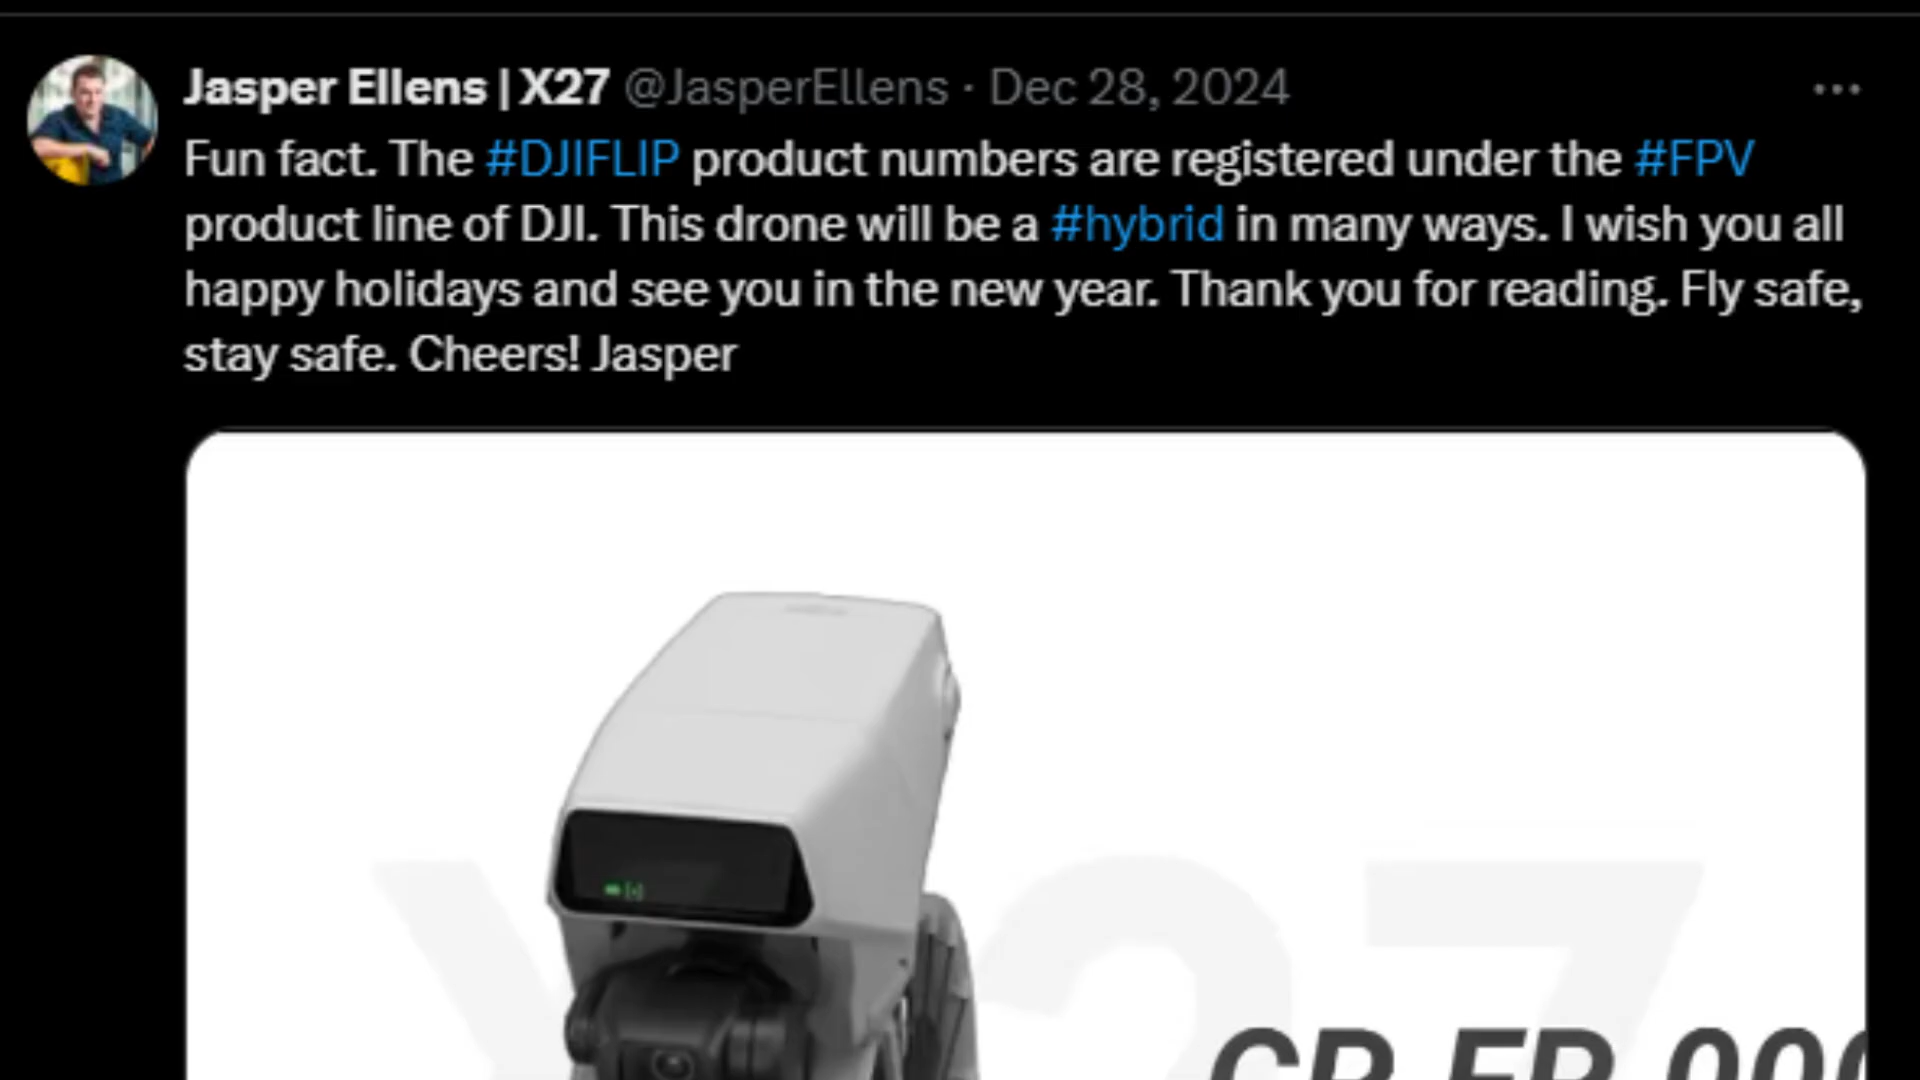 Jasper Ellens | X27 @JasperEllens · Dec 28, 2024
Fun fact. The #DJIFLIP product numbers are registered under the #FPV
product line of DJI. This drone will be a #hybrid in many ways. I wish you all
happy holidays and see you in the new year. Thank you for reading. Fly safe,
stay safe. Cheers! Jasper
X27